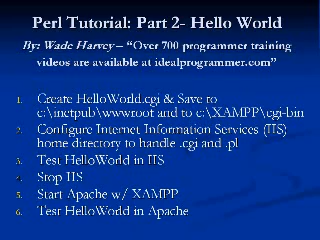 Perl Tutorial: Part 2- Hello World
By: Wade Harvey – “Over 700 programmer training
videos are available at idealprogrammer.com”
1. Create HelloWorld.cgi & Save to
c:\inetpub\wwwroot and to c:\XAMPP\cgi-bin
2. Configure Internet Information Services (IIS)
home directory to handle .cgi and .pl
3. Test HelloWorld in IIS
4. Stop IIS
5. Start Apache w/ XAMPP
6. Test HelloWorld in Apache